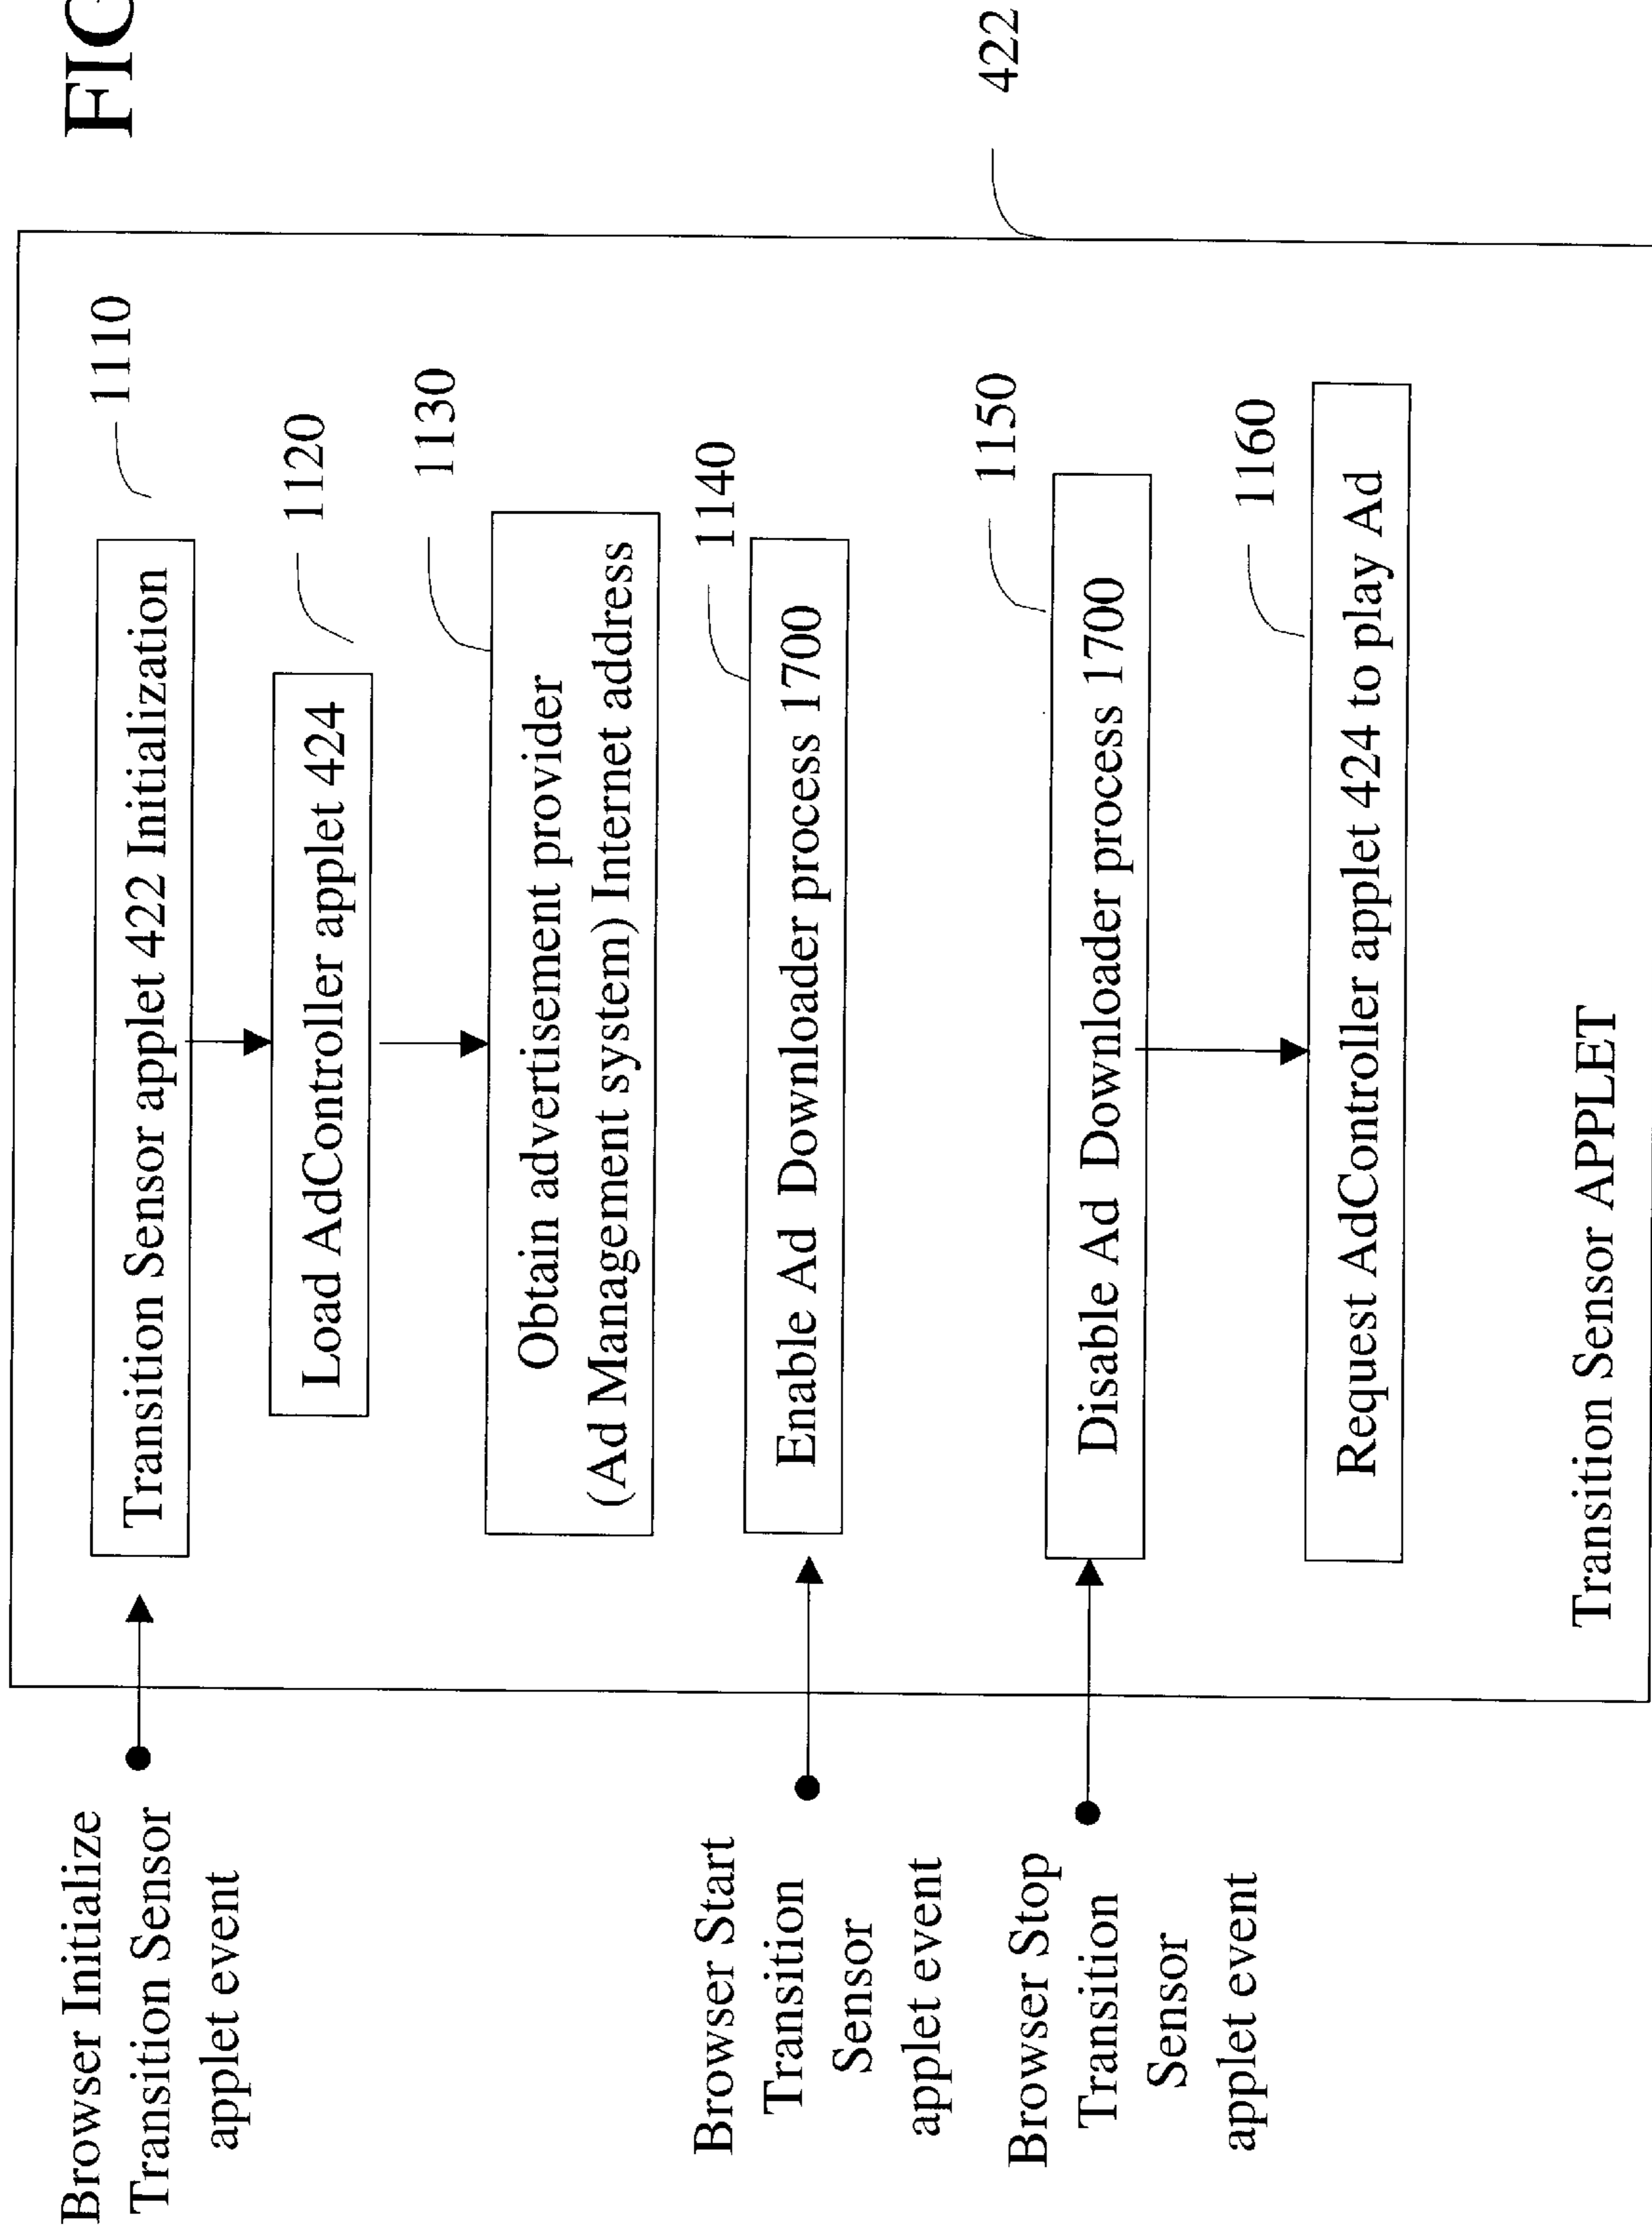 FIG
Browser Initialize
Transition Sensor
applet event
Transition Sensor applet 422 Initialization
1110
Load AdController applet 424
1120
Obtain advertisement provider
(Ad Management system) Internet address
1130
Browser Start
Transition
Sensor
applet event
Enable Ad Downloader process 1700
1140
Browser Stop
Transition
Sensor
applet event
Disable Ad Downloader process 1700
1150
422
Request AdController applet 424 to play Ad
1160
Transition Sensor APPLET